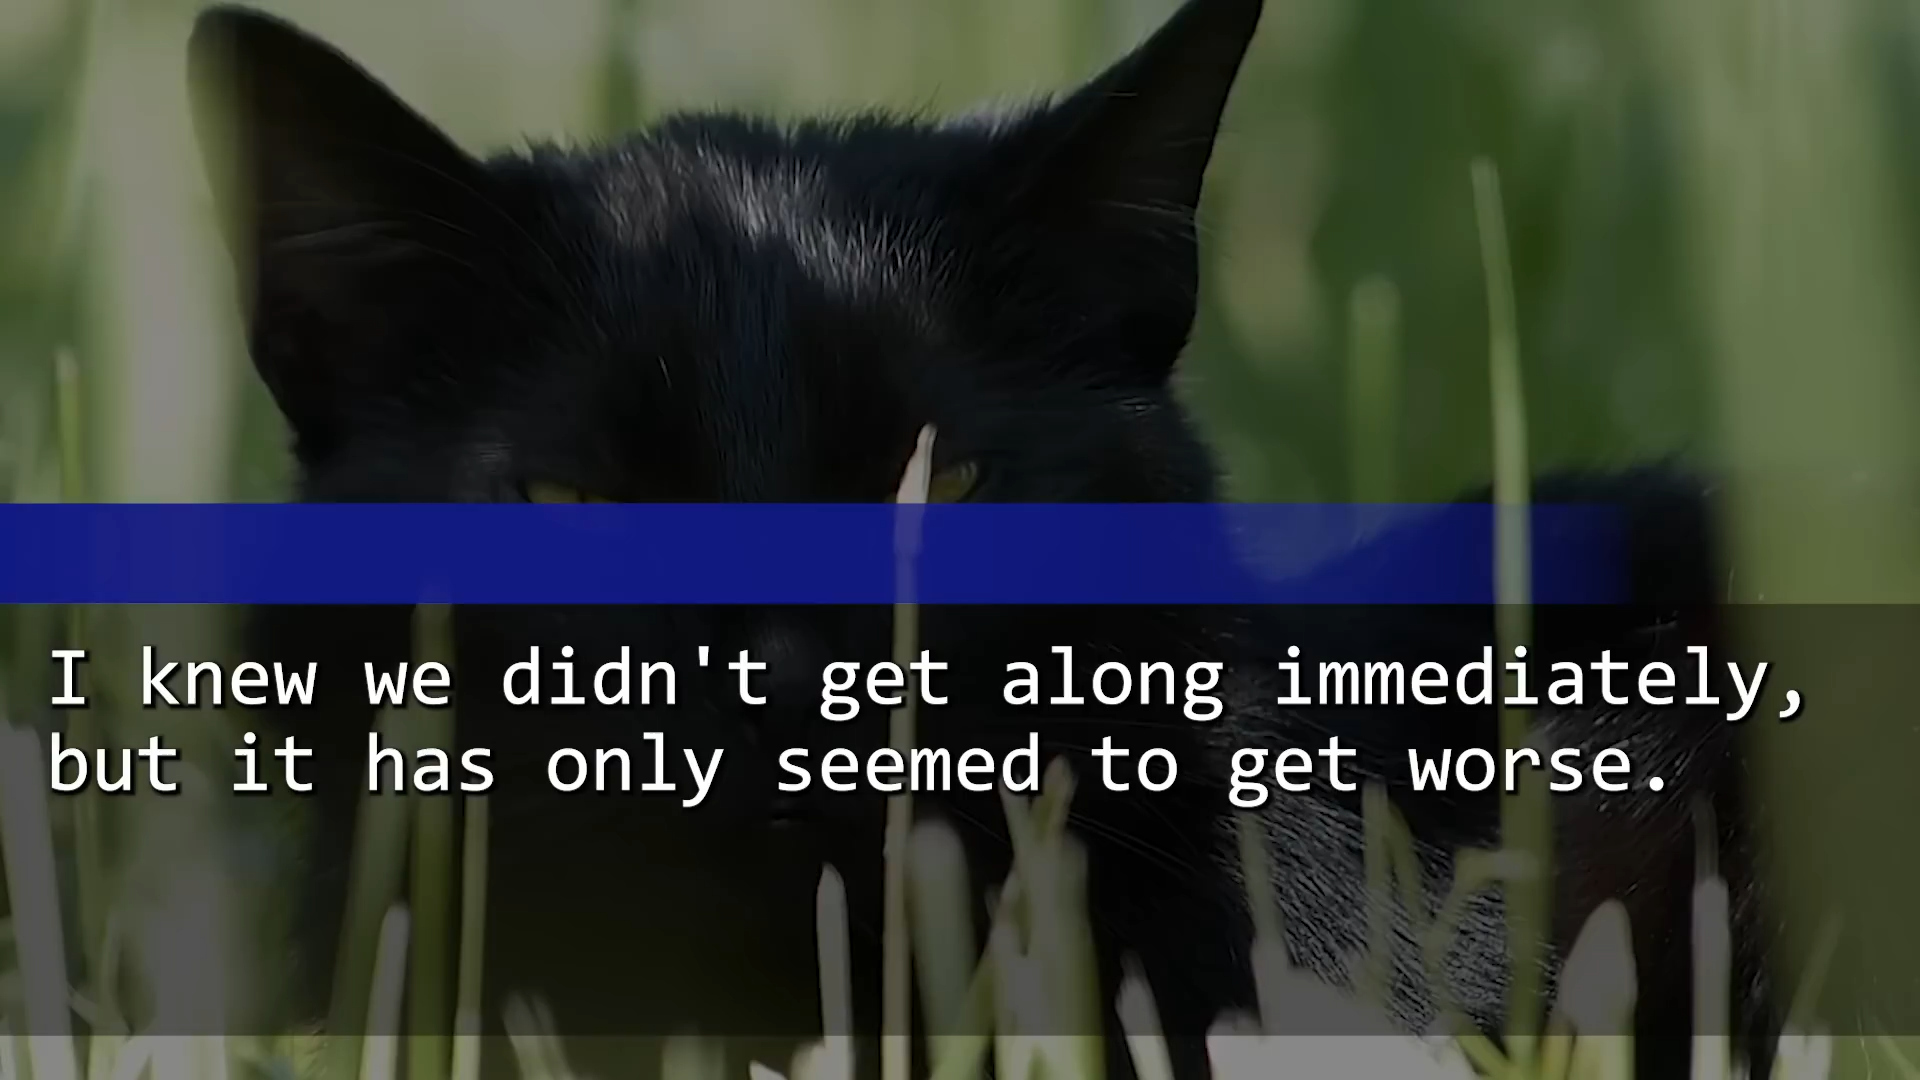 I knew we didn't get along immediately,
but it has only seemed to get worse.